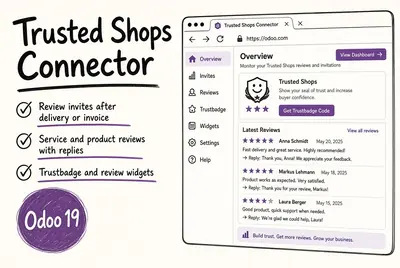 Trusted Shops
Connector
Review invites after
delivery or invoice
Service and product reviews
with replies
Trustbadge and review widgets
Odoo 19
Trusted Shops Connector
https://odoo.com
Overview
Invites
Reviews
Trustbadge
Widgets
Settings
Help
Overview
Monitor your Trusted Shops reviews and invitations
View Dashboard →
Trusted Shops
Show your seal of trust and increase
buyer confidence.
Get Trustbadge Code
Latest Reviews
View all reviews
Anna Schmidt May 20, 2025
Fast delivery and great service. Highly recommended!
→ Reply: Thank you, Anna! We appreciate your feedback.
Markus Lehmann May 18, 2025
Product works as expected. Very satisfied.
→ Reply: Thank you for your review, Markus!
Laura Berger May 15, 2025
Good product, quick support when needed.
→ Reply: We're glad we could help, Laura!
Build trust. Get more reviews. Grow your business.